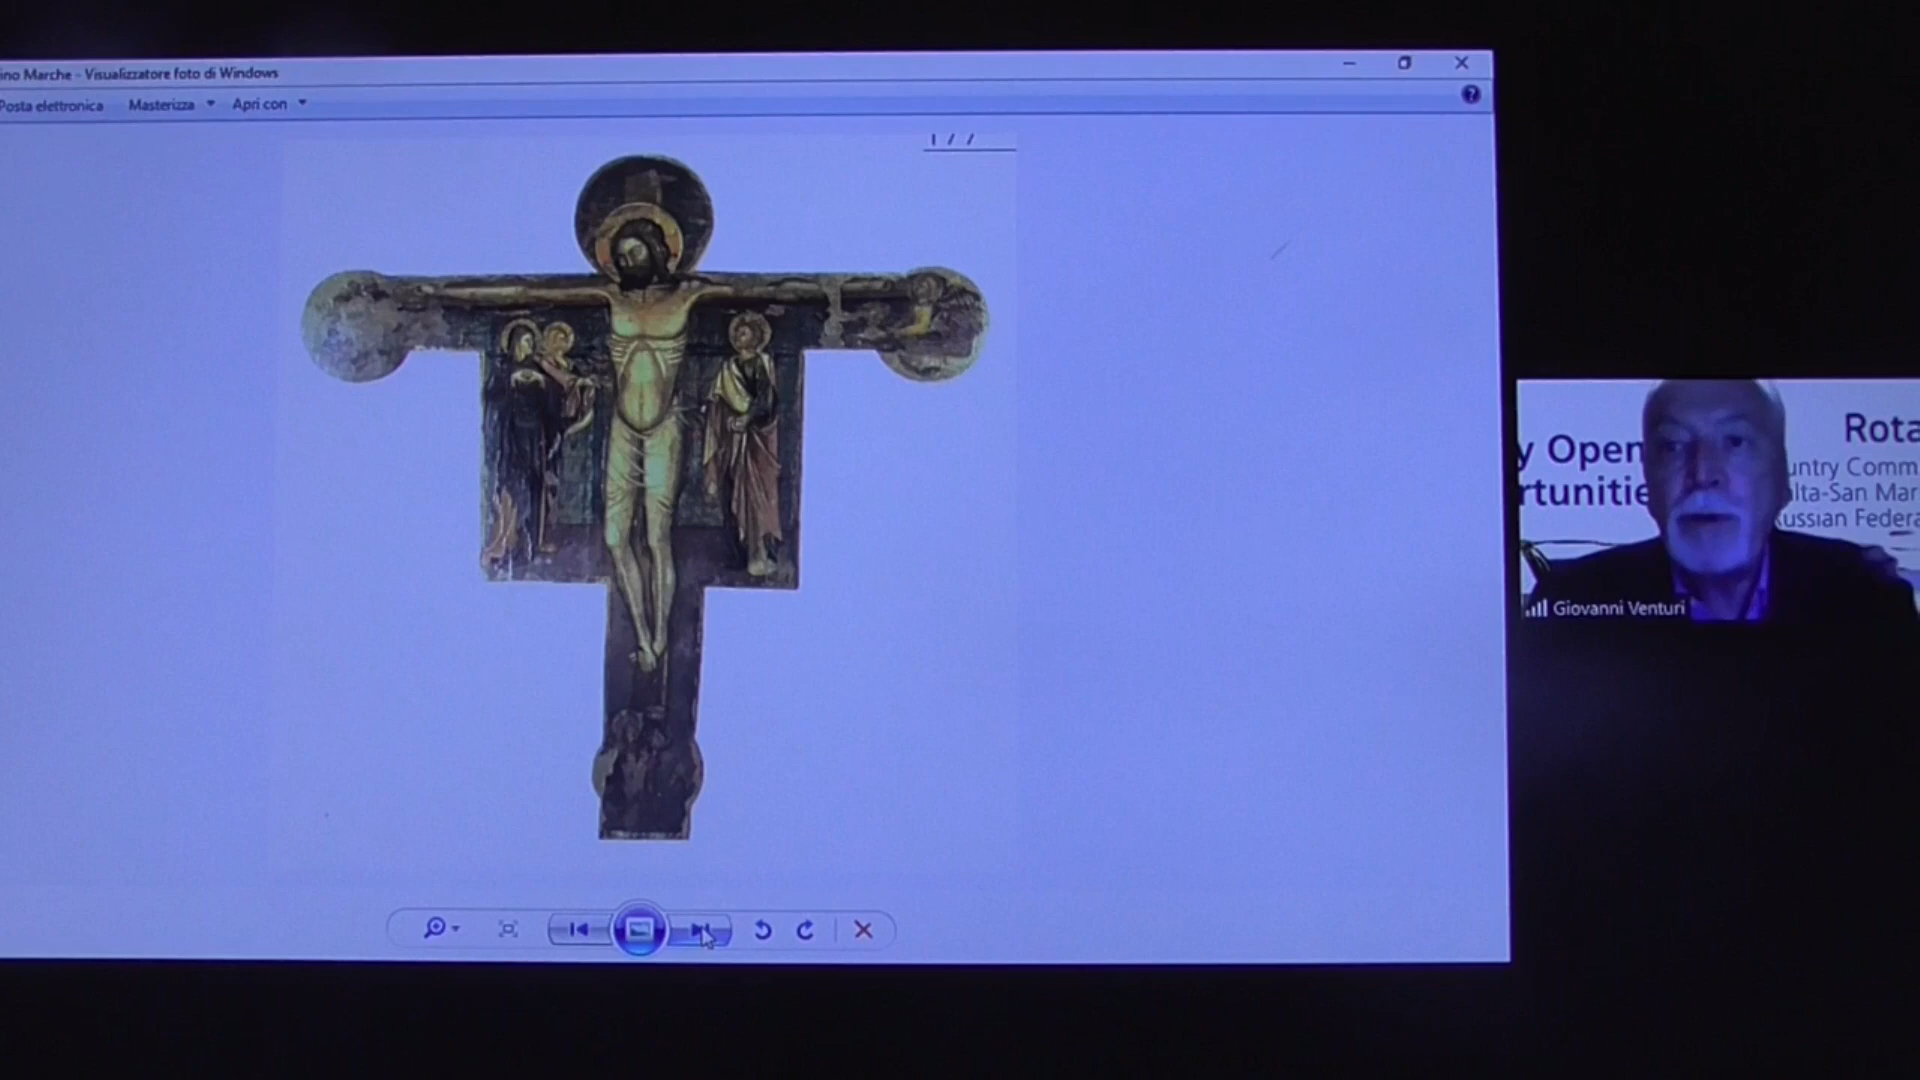 ino Marche - Visualizzatore foto di Windows
Posta elettronica Masterizza Apri con
y Open
rtunitie
Rota
untry Comm
lta-San Mar
ussian Federa
Giovanni Venturi